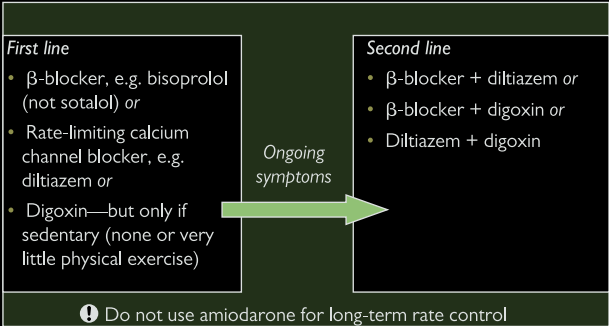 First line
• β-blocker, e.g. bisoprolol
(not sotalol) or
• Rate-limiting calcium
channel blocker, e.g.
diltiazem or
• Digoxin—but only if
sedentary (none or very
little physical exercise)
Ongoing
symptoms
Second line
• β-blocker + diltiazem or
• β-blocker + digoxin or
• Diltiazem + digoxin
! Do not use amiodarone for long-term rate control